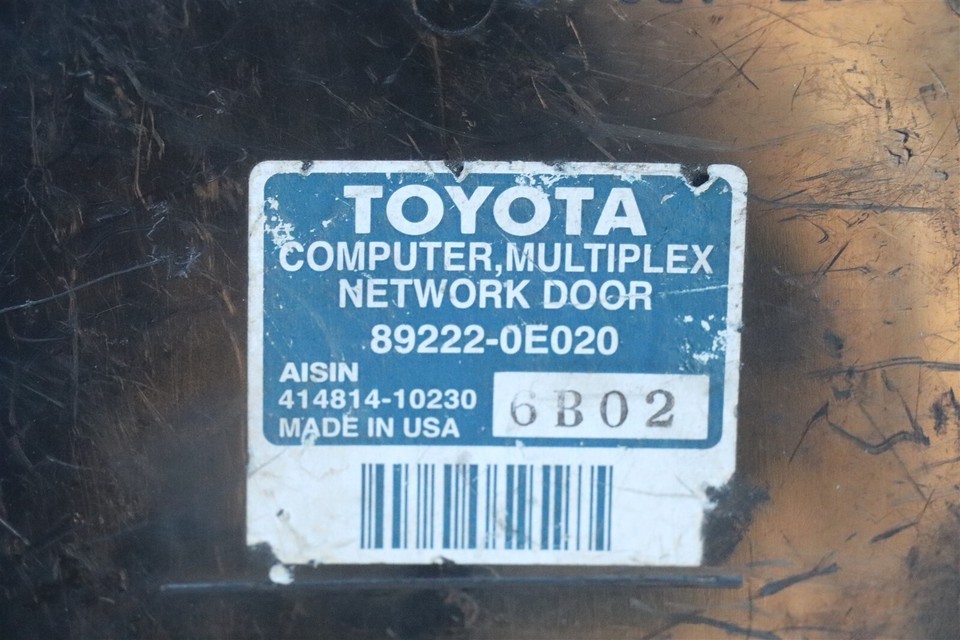 TOYOTA
COMPUTER,MULTIPLEX
NETWORK DOOR
89222-0E020
AISIN
414814-10230
MADE IN USA
6B02